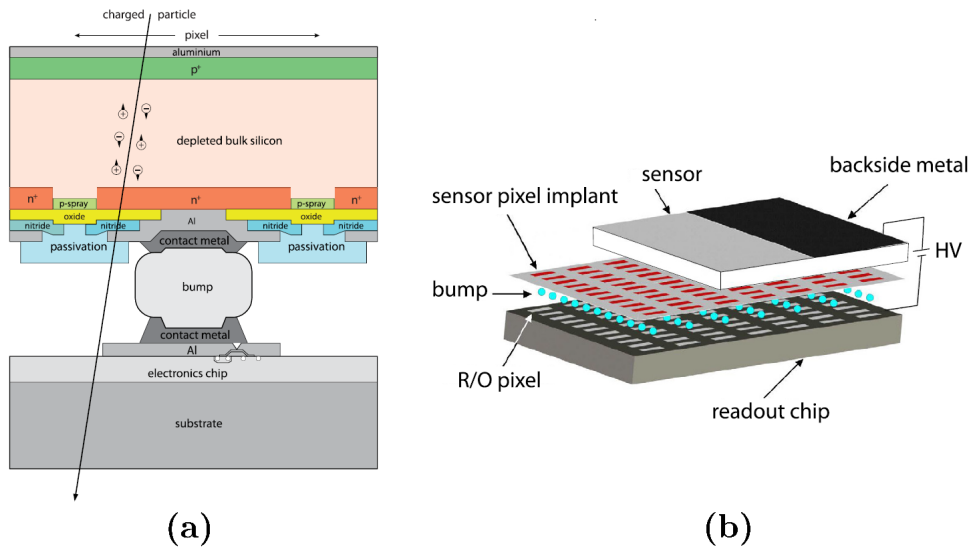 charged particle
pixel
aluminium
p+
+ −
− +
+ −
depleted bulk silicon
n+ p-spray n+ p-spray n+
oxide Al oxide
nitride nitride nitride nitride
passivation contact metal passivation
bump
contact metal
Al
electronics chip
substrate
(a)
sensor
backside metal
sensor pixel implant
HV
bump
R/O pixel
readout chip
(b)